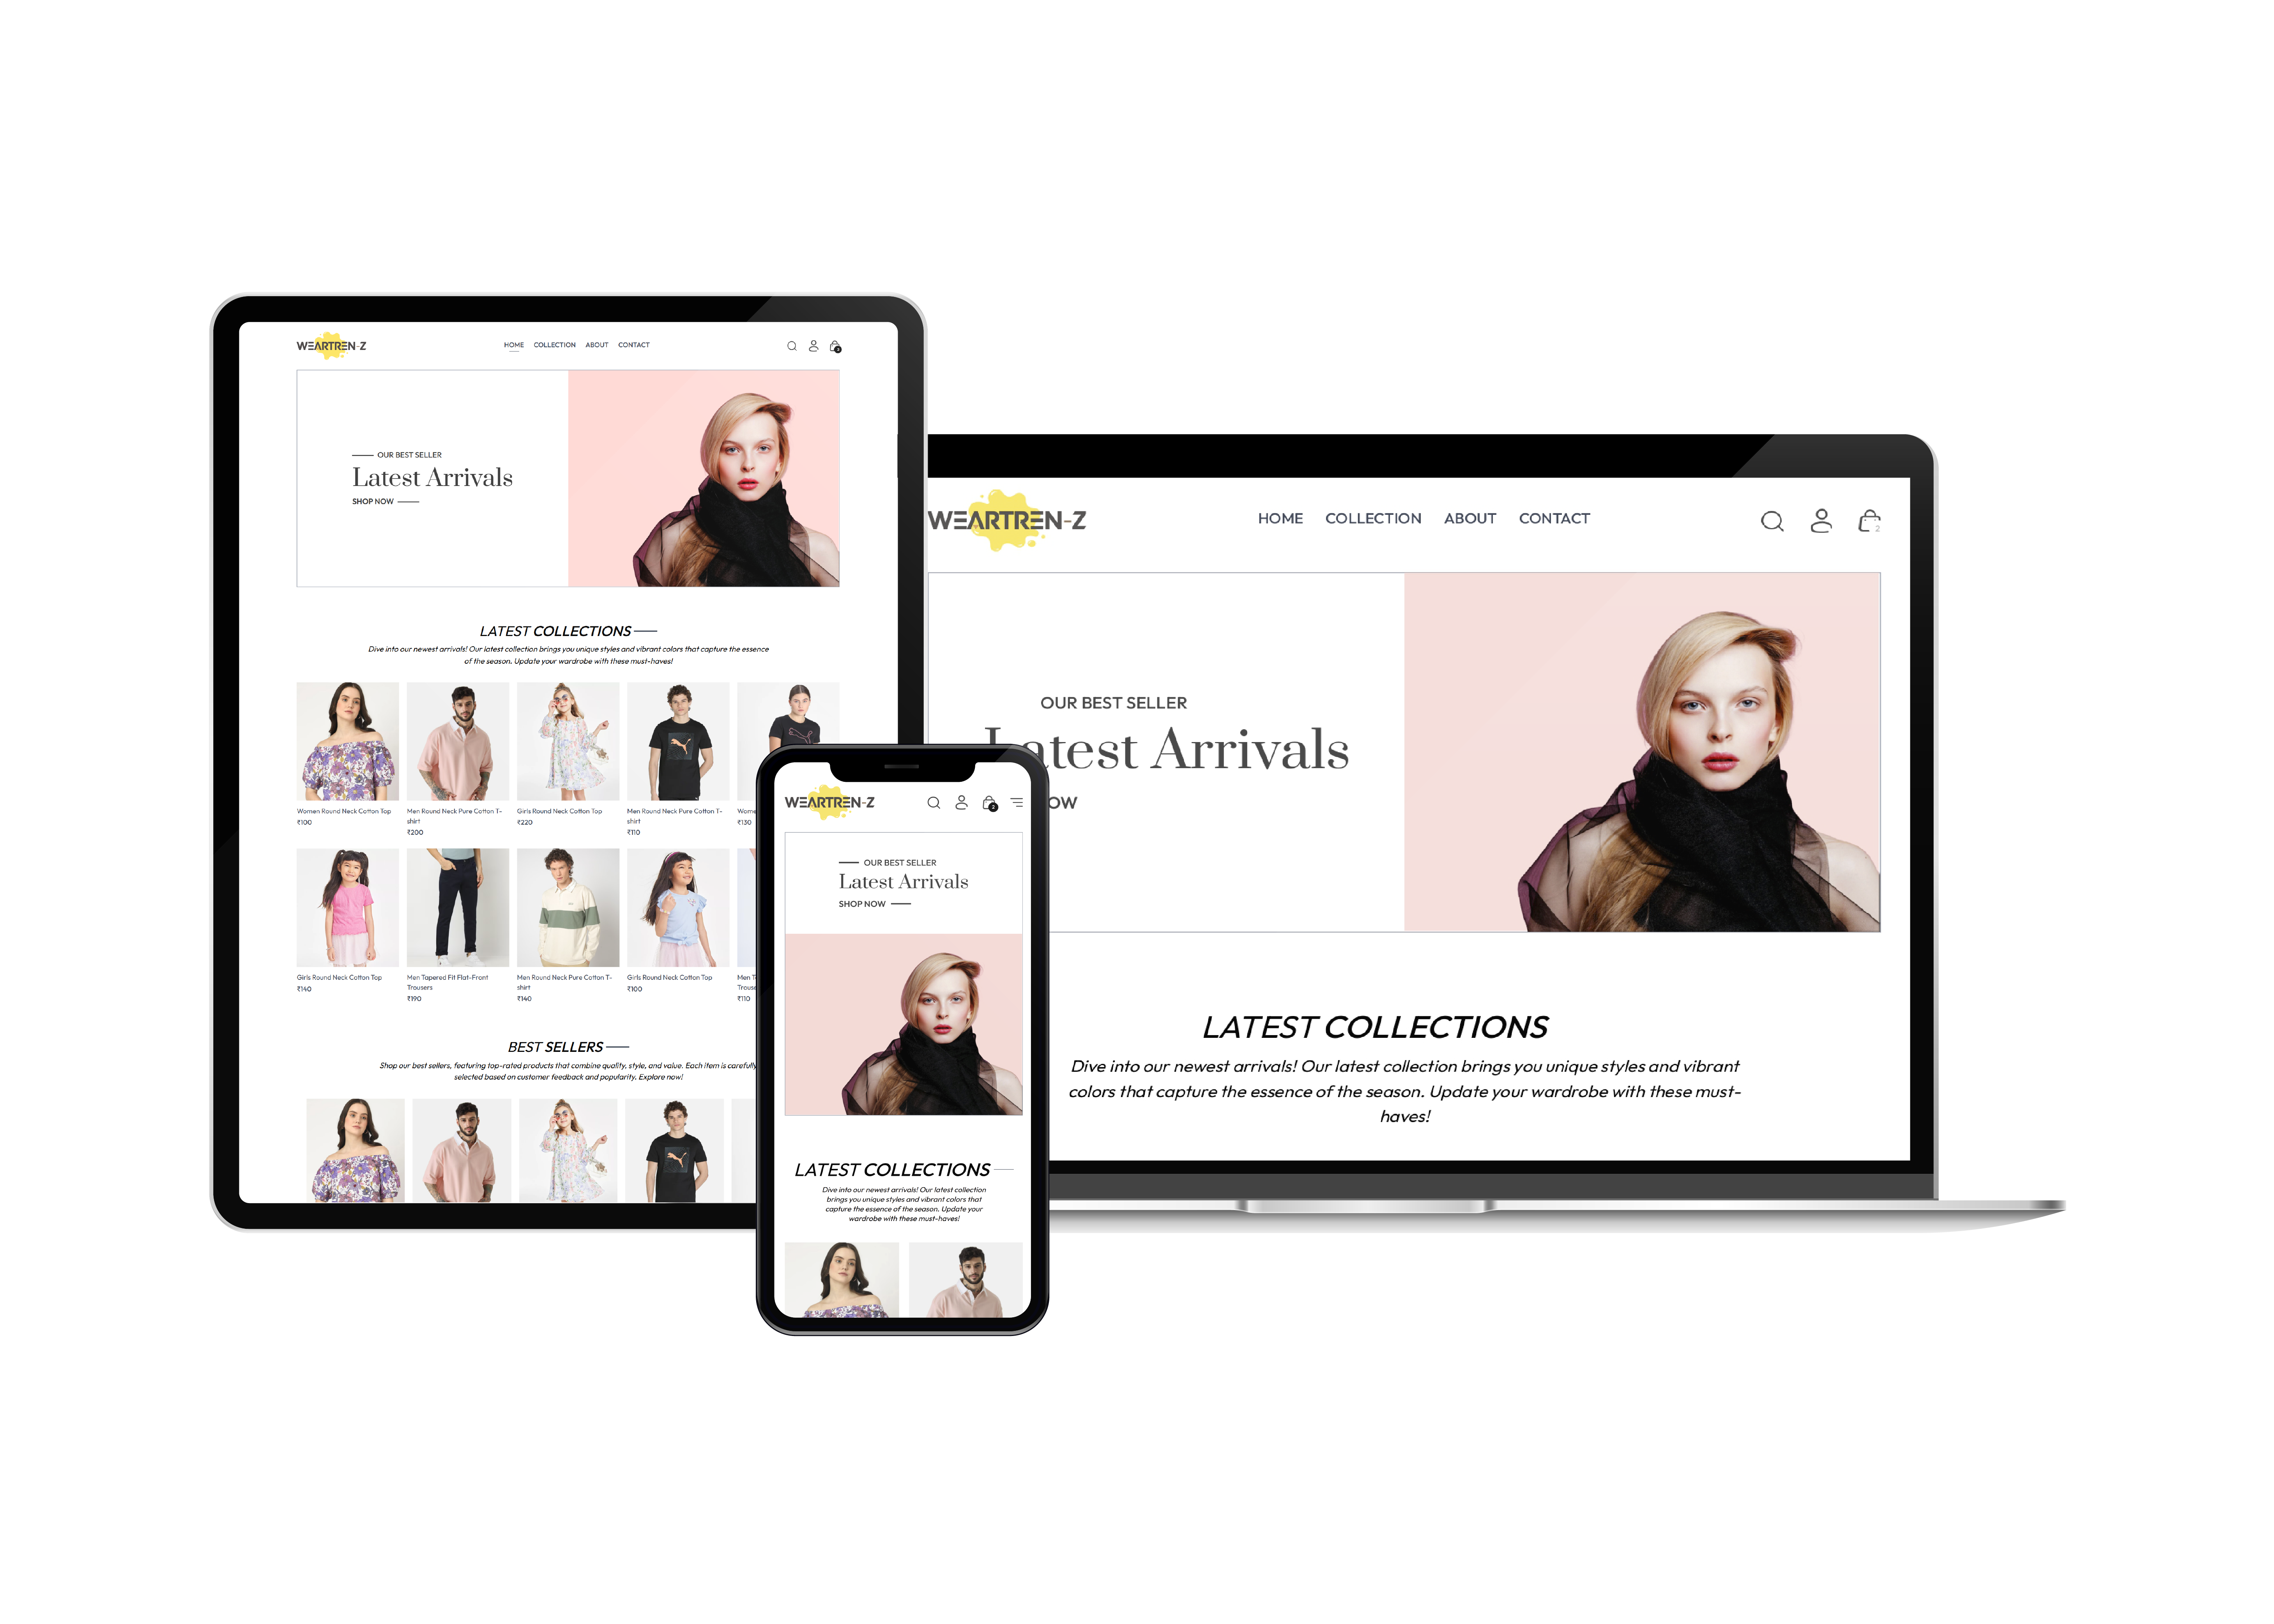 WEARTREN-Z
HOME COLLECTION ABOUT CONTACT
2
OUR BEST SELLER
Latest Arrivals
SHOP NOW
LATEST COLLECTIONS
Dive into our newest arrivals! Our latest collection brings you unique styles and vibrant colors that capture the essence
of the season. Update your wardrobe with these must-haves!
Women Round Neck Cotton Top
₹100
Men Round Neck Pure Cotton T-
shirt
₹200
Girls Round Neck Cotton Top
₹220
Men Round Neck Pure Cotton T-
shirt
₹110
Wome
₹130
Girls Round Neck Cotton Top
₹140
Men Tapered Fit Flat-Front
Trousers
₹190
Men Round Neck Pure Cotton T-
shirt
₹140
Girls Round Neck Cotton Top
₹100
Men T
Trouse
₹110
BEST SELLERS
Shop our best sellers, featuring top-rated products that combine quality, style, and value. Each item is carefully
selected based on customer feedback and popularity. Explore now!
WEARTREN-Z
2
OUR BEST SELLER
Latest Arrivals
SHOP NOW
LATEST COLLECTIONS
Dive into our newest arrivals! Our latest collection
brings you unique styles and vibrant colors that
capture the essence of the season. Update your
wardrobe with these must-haves!
WEARTREN-Z
HOME COLLECTION ABOUT CONTACT
2
OUR BEST SELLER
Latest Arrivals
OW
LATEST COLLECTIONS
Dive into our newest arrivals! Our latest collection brings you unique styles and vibrant
colors that capture the essence of the season. Update your wardrobe with these must-
haves!